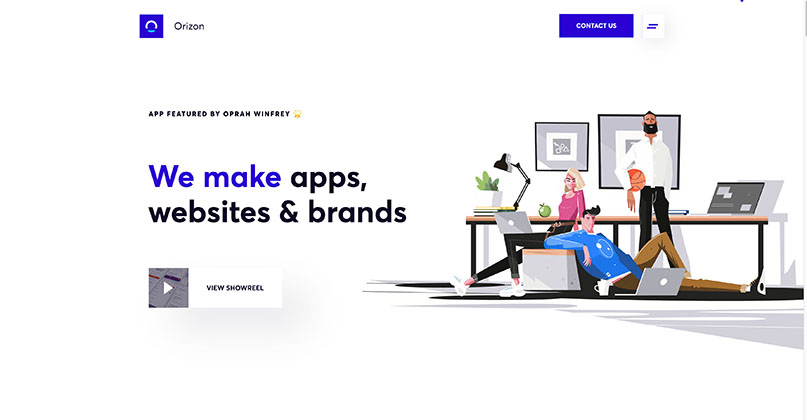 Orizon
CONTACT US
APP FEATURED BY OPRAH WINFREY
We make apps,
websites & brands
VIEW SHOWREEL